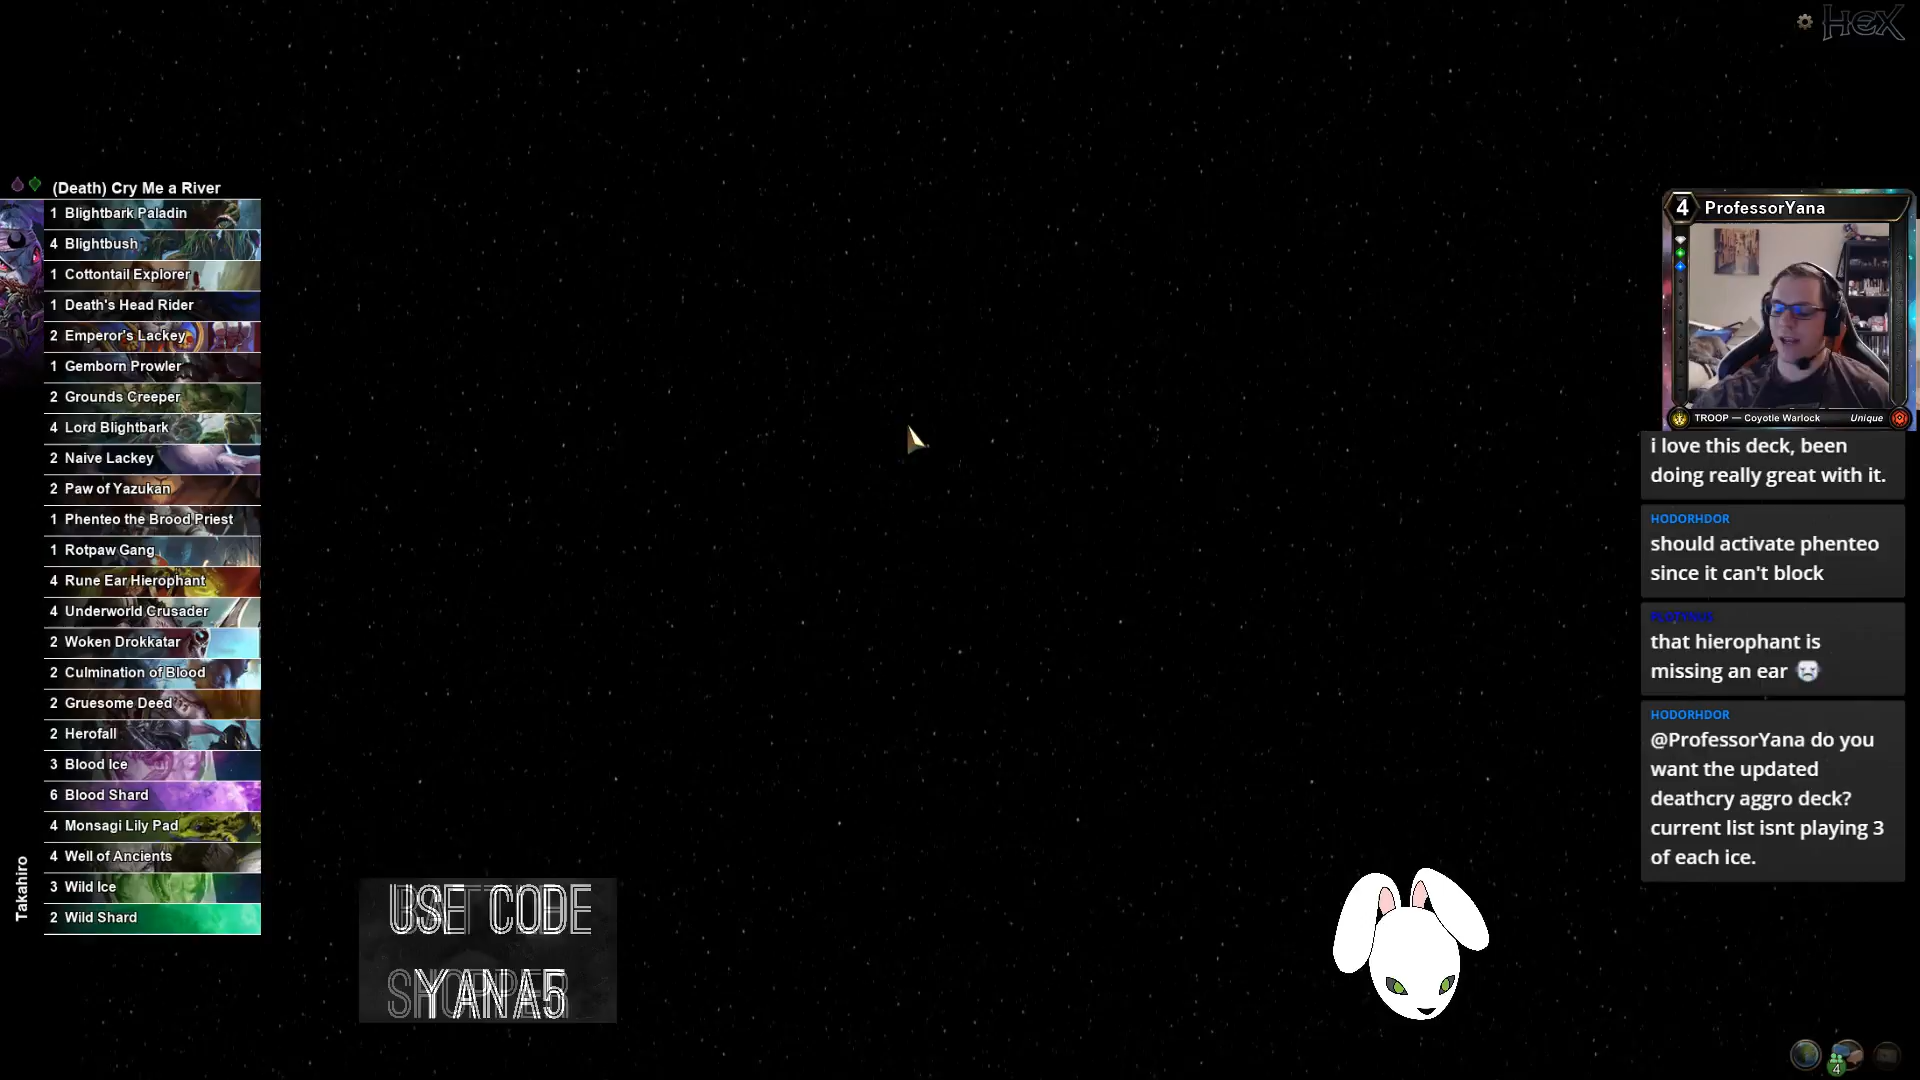 HEX
(Death) Cry Me a River
1 Blightbark Paladin
4 Blightbush
1 Cottontail Explorer
1 Death's Head Rider
2 Emperor's Lackey
1 Gemborn Prowler
2 Grounds Creeper
4 Lord Blightbark
2 Naive Lackey
2 Paw of Yazukan
1 Phenteo the Brood Priest
1 Rotpaw Gang
4 Rune Ear Hierophant
4 Underworld Crusader
2 Woken Drokkatar
2 Culmination of Blood
2 Gruesome Deed
2 Herofall
3 Blood Ice
6 Blood Shard
4 Monsagi Lily Pad
4 Well of Ancients
3 Wild Ice
2 Wild Shard
Takahiro
USE CODE
YANA5
4 ProfessorYana
TROOP — Coyotle Warlock Unique
i love this deck, been
doing really great with it.
HODORHDOR
should activate phenteo
since it can't block
that hierophant is
missing an ear
HODORHDOR
@ProfessorYana do you
want the updated
deathcry aggro deck?
current list isnt playing 3
of each ice.
4